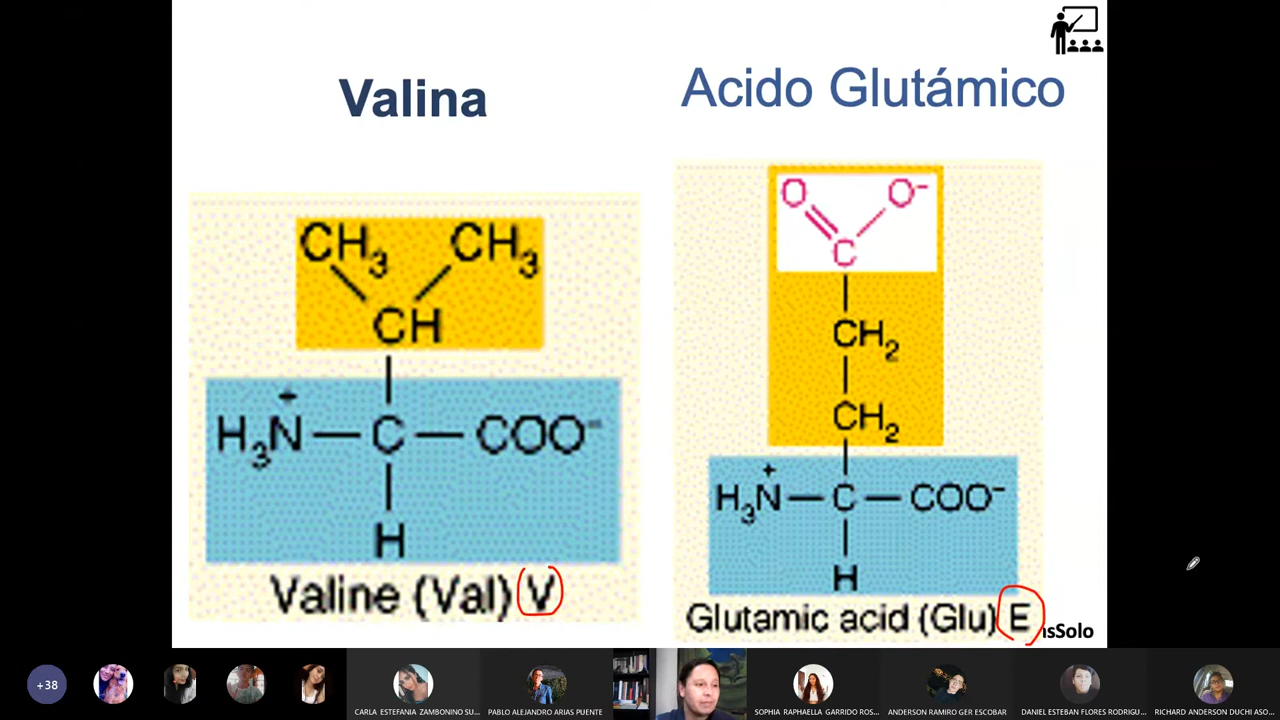 Valina
Acido Glutámico
CH3 CH3
CH
H3N+ — C — COO-
H
Valine (Val) V
O O-
C
CH2
CH2
H3N+ — C — COO-
H
Glutamic acid (Glu) E
isSolo
+38
CARLA ESTEFANIA ZAMBONINO SU...
PABLO ALEJANDRO ARIAS PUENTE
SOPHIA RAPHAELLA GARRIDO ROS...
ANDERSON RAMIRO GER ESCOBAR
DANIEL ESTEBAN FLORES RODRIGU...
RICHARD ANDERSON DUCHI ASO...